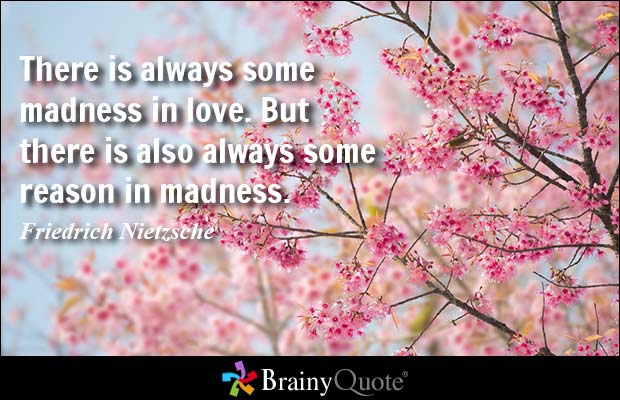 There is always some
madness in love. But
there is also always some
reason in madness.
Friedrich Nietzsche
BrainyQuote®